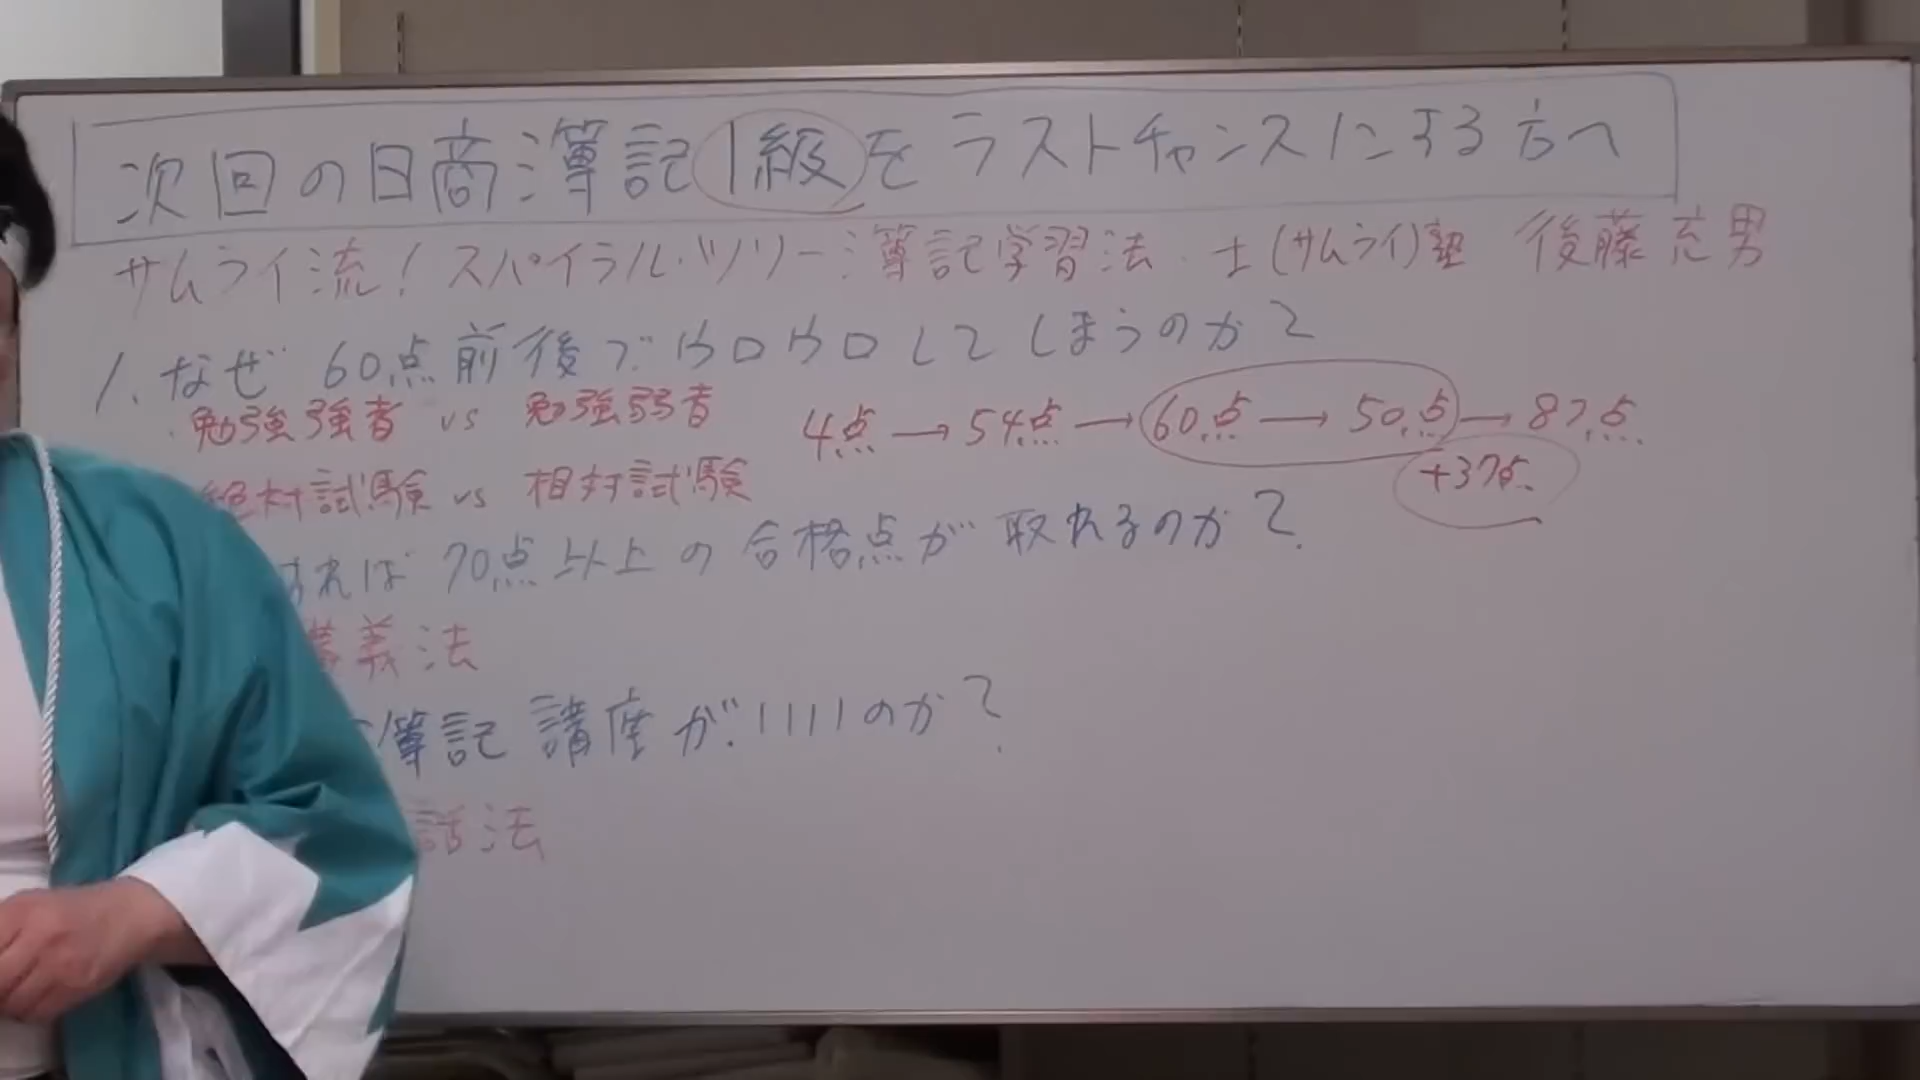 次回の日商簿記1級をラストチャンスにする方へ
サムライ流!スパイラル・ツリー簿記学習法 士(サムライ)塾 後藤充男
1.なぜ60点前後でウロウロしてしまうのか?
勉強強者 vs 勉強弱者
4点→54点→60点→50点→87点
+37点
絶対試験 vs 相対試験
すれば70点以上の合格点が取れるのか?
講義法
簿記講座がいいのか?
話法